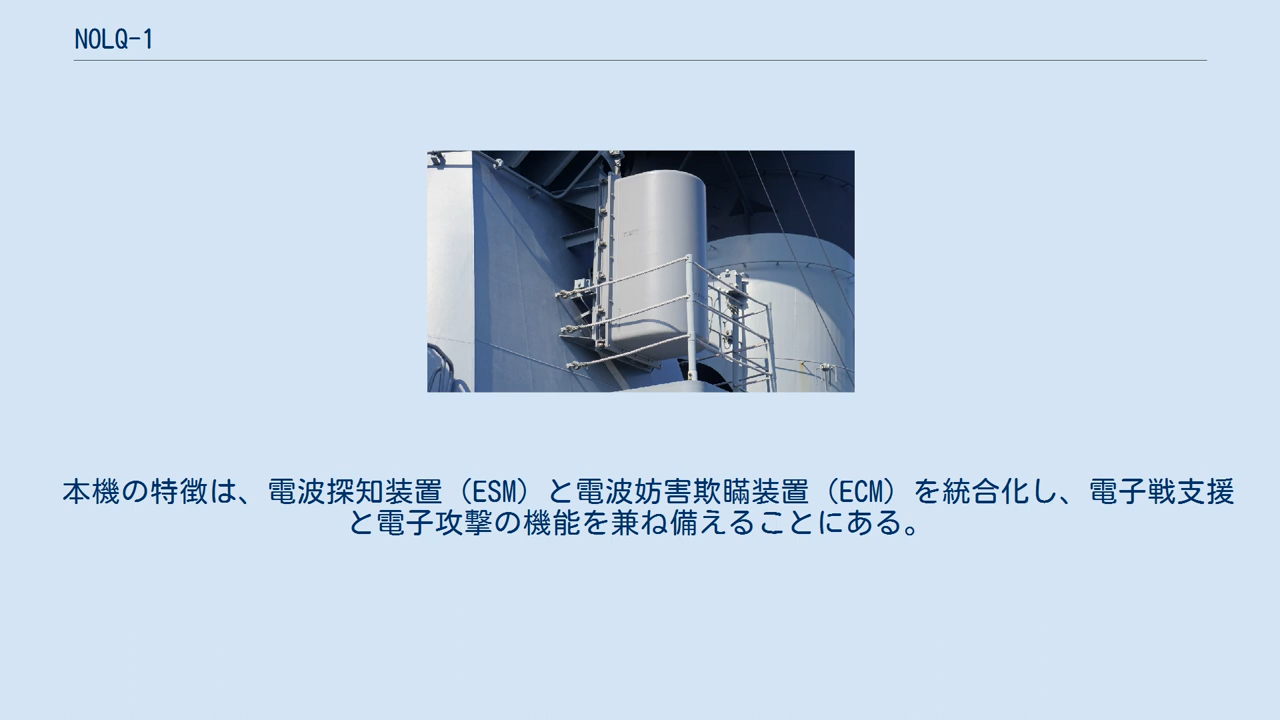 NOLQ-1
本機の特徴は、電波探知装置（ESM）と電波妨害欺瞞装置（ECM）を統合化し、電子戦支援
と電子攻撃の機能を兼ね備えることにある。